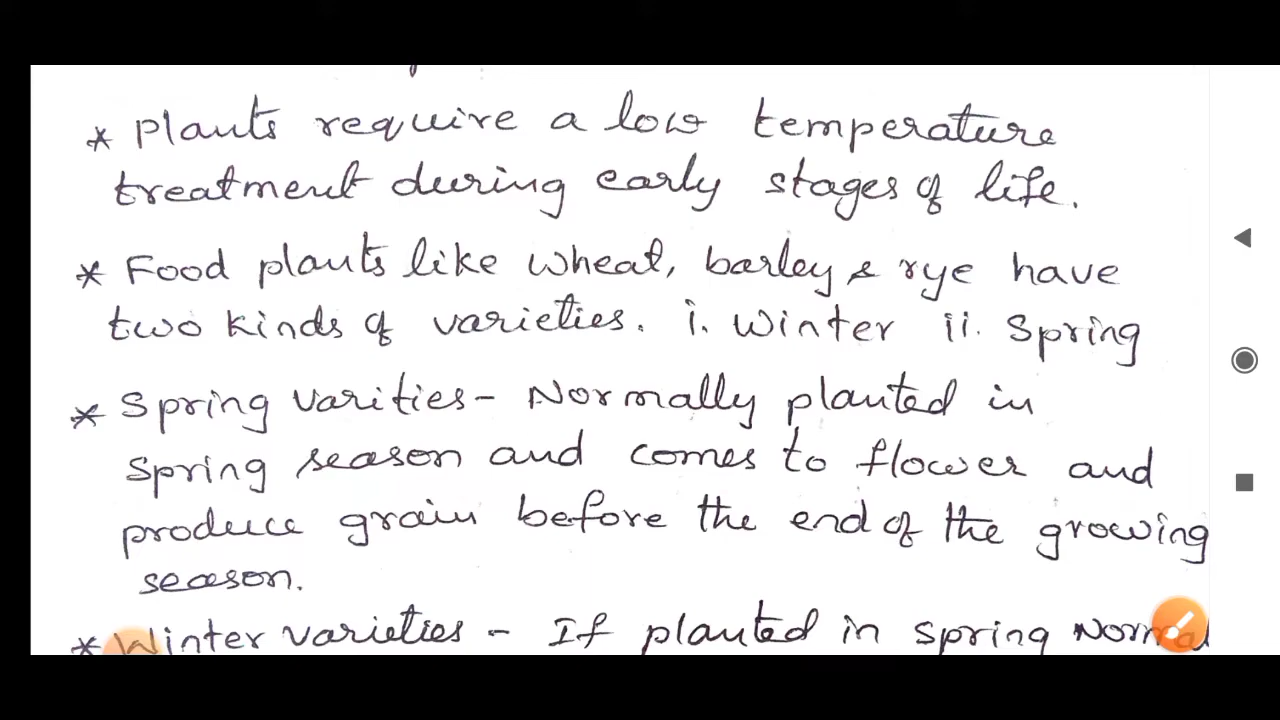 * Plants require a low temperature
treatment during early stages of life.
* Food plants like wheat, barley & rye have
two kinds of varieties. i. Winter ii. Spring
* Spring varities - Normally planted in
spring season and comes to flower and
produce grain before the end of the growing
season.
* Winter varieties - If planted in spring